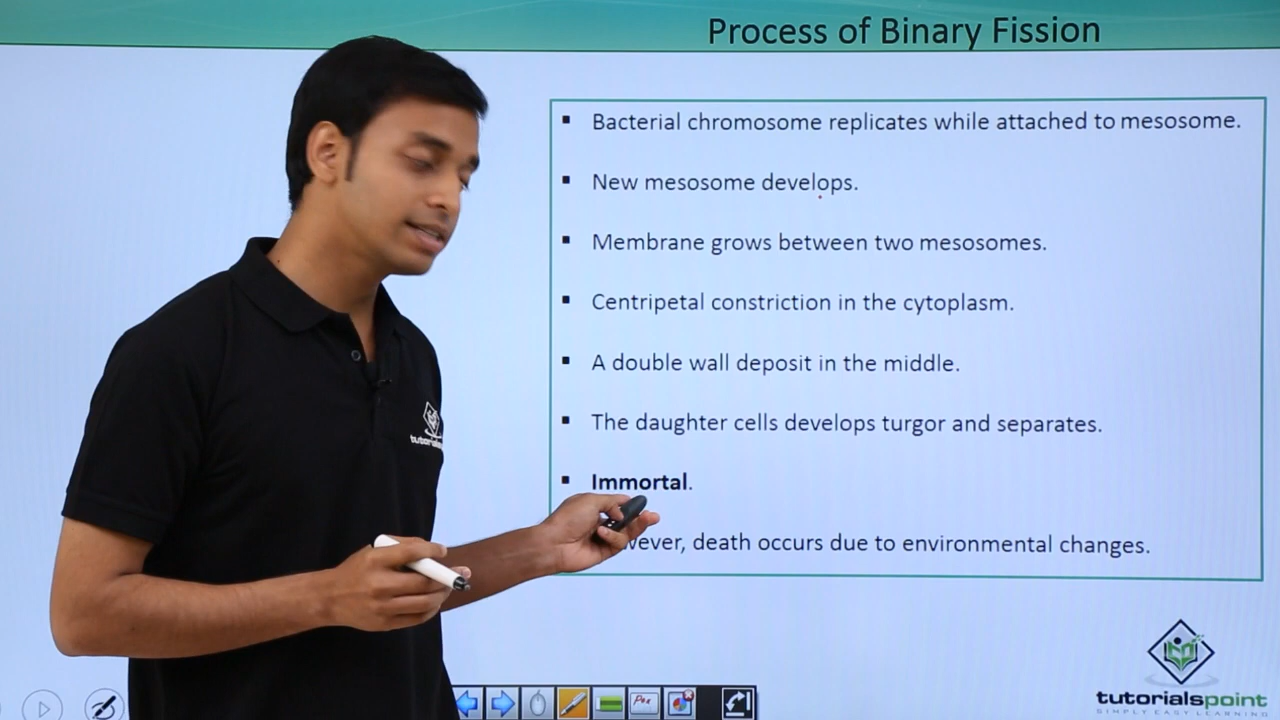 Process of Binary Fission
▪ Bacterial chromosome replicates while attached to mesosome.
▪ New mesosome develops.
▪ Membrane grows between two mesosomes.
▪ Centripetal constriction in the cytoplasm.
▪ A double wall deposit in the middle.
▪ The daughter cells develops turgor and separates.
▪ Immortal.
death occurs due to environmental changes.
tutorialspoint
SIMPLY EASY LEARNING